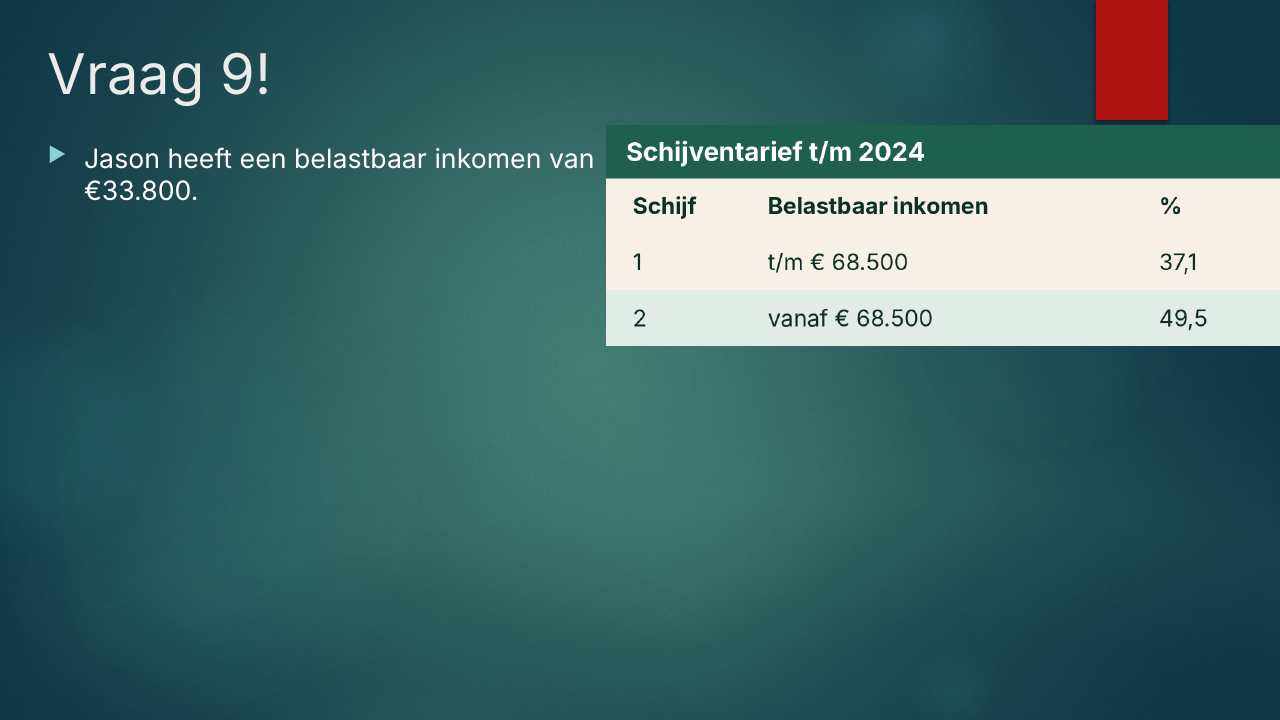 Vraag 9!
Jason heeft een belastbaar inkomen van
€33.800.
Schijventarief t/m 2024
Schijf Belastbaar inkomen %
1 t/m € 68.500 37,1
2 vanaf € 68.500 49,5